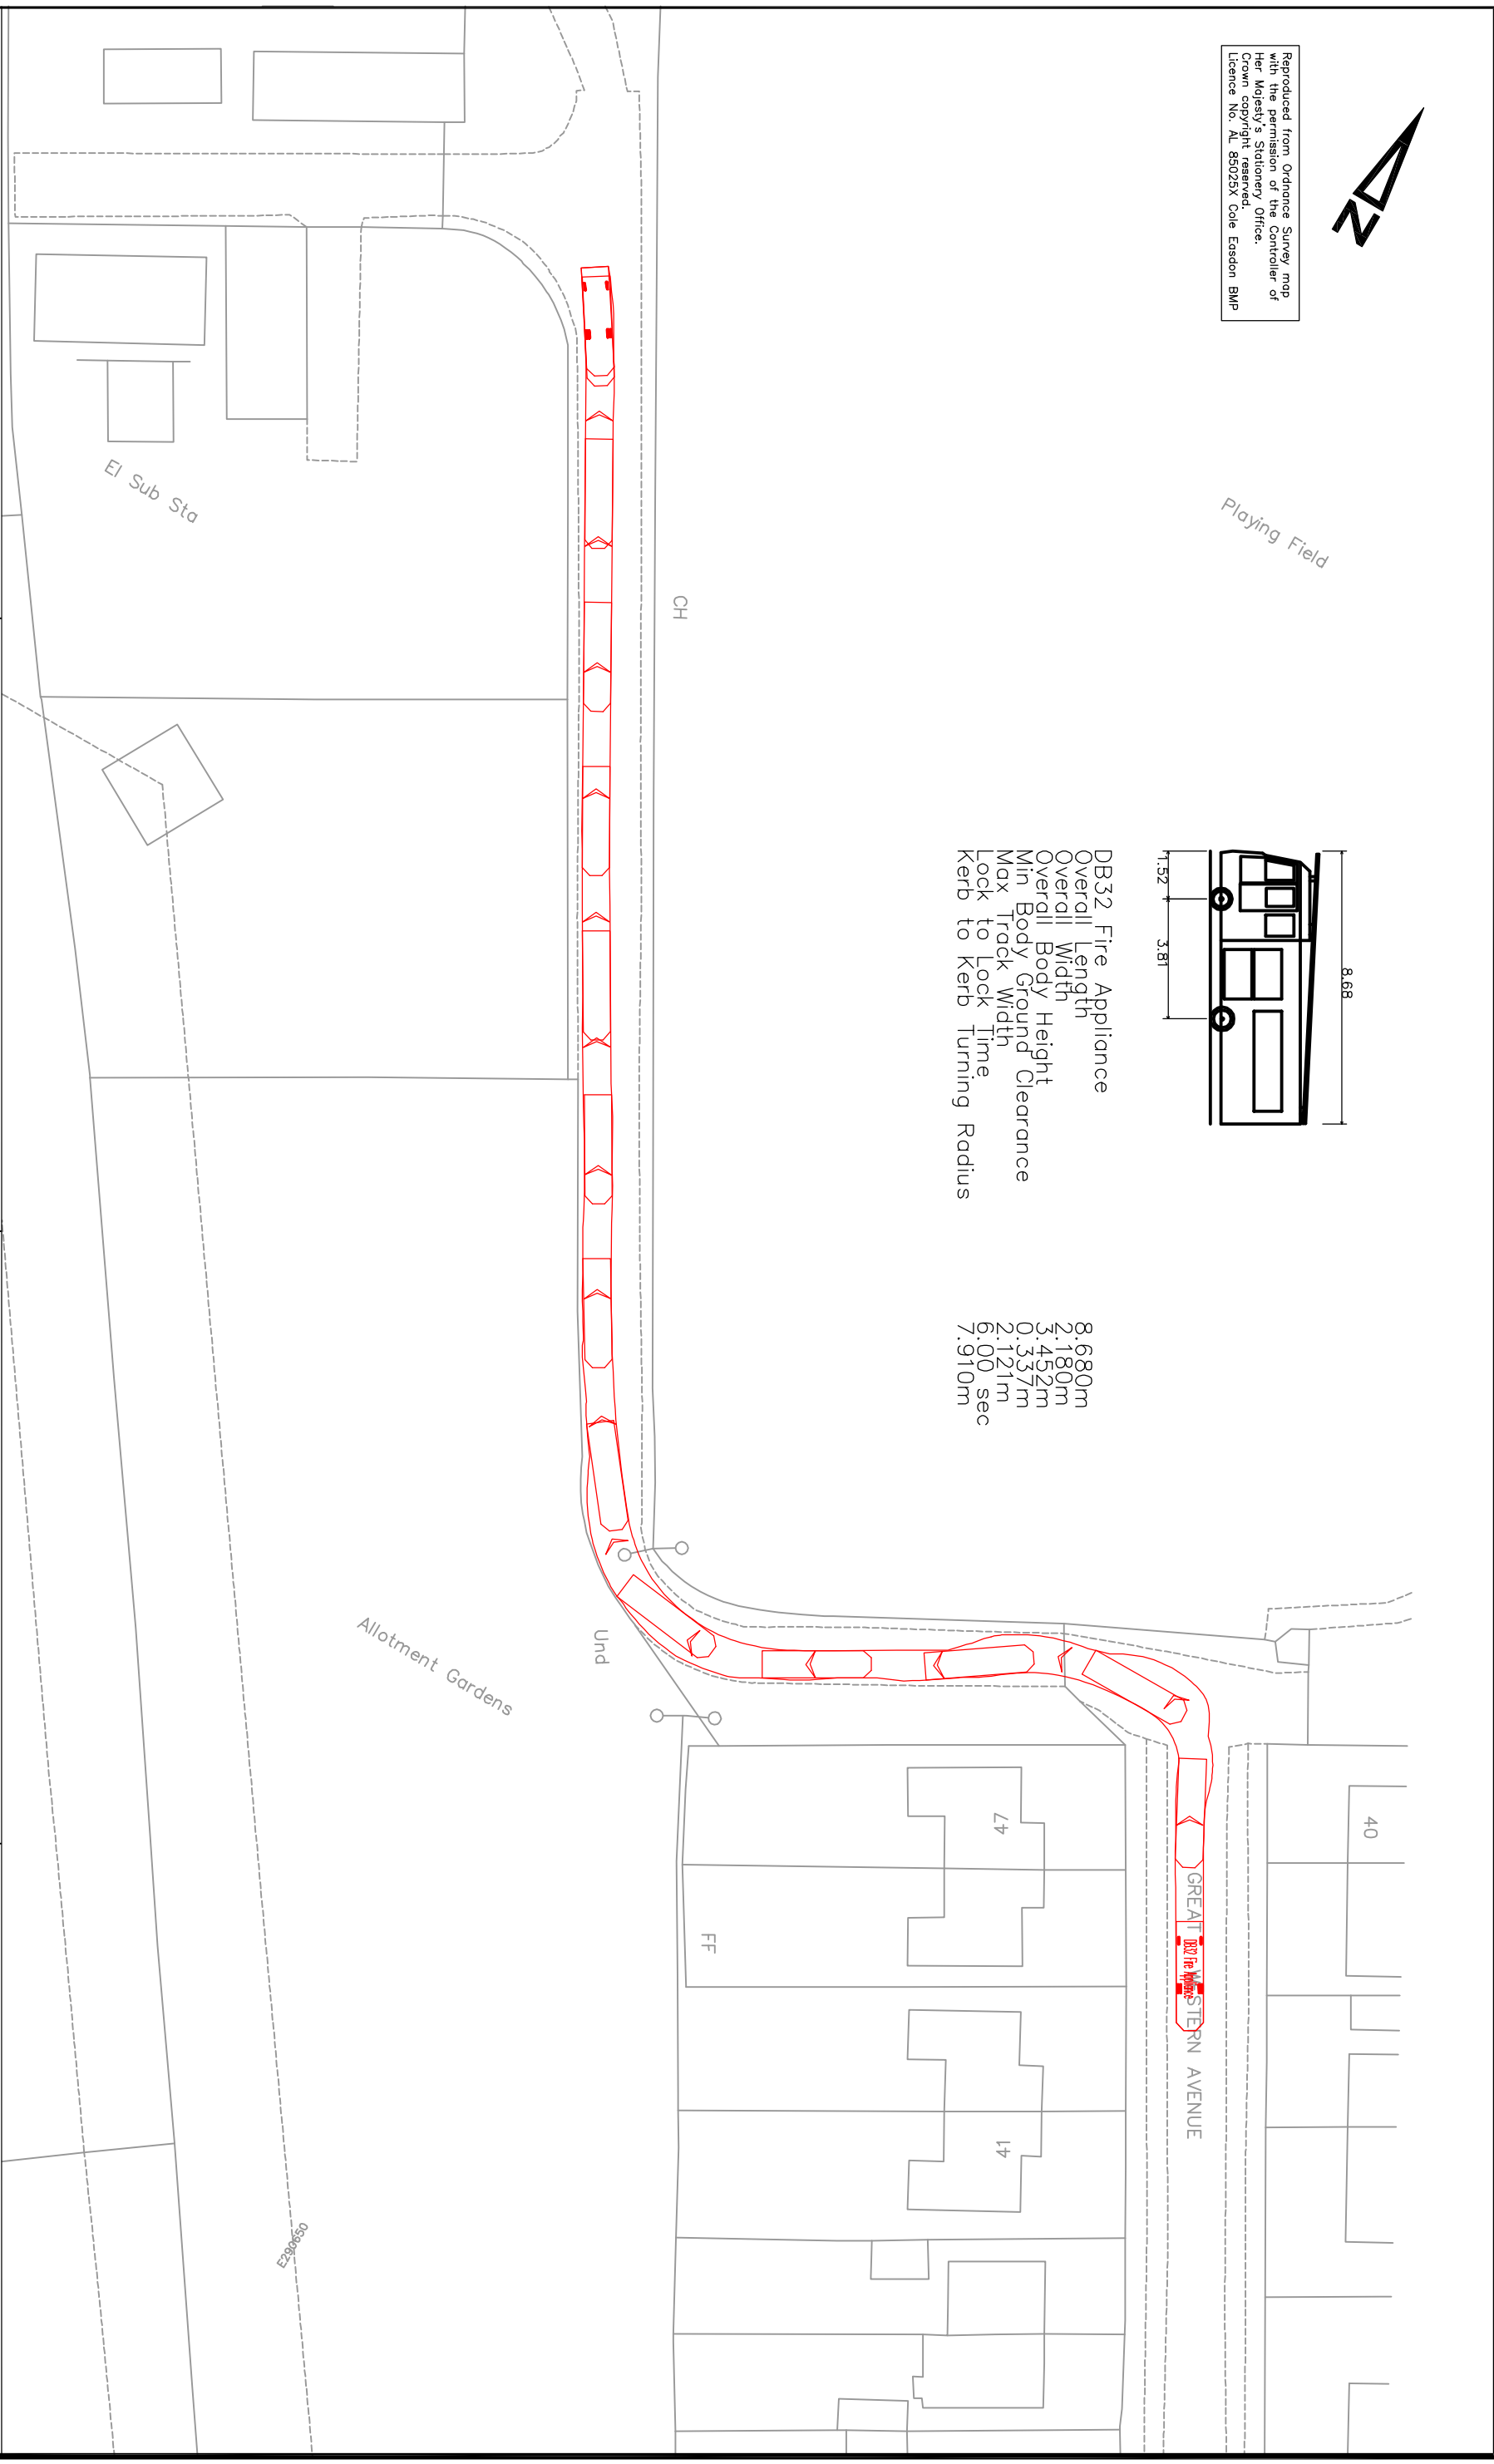 Reproduced from Ordnance Survey map
with the permission of the Controller of
Her Majesty's Stationery Office.
Crown copyright reserved.
Licence No. AL 85025X Cole Easdon BMP
N
Playing Field
8.68
1.52
3.81
DB32 Fire Appliance
Overall Length 8.680m
Overall Width 2.180m
Overall Body Height 3.452m
Min Body Ground Clearance 0.337m
Max Track Width 2.121m
Lock to Lock Time 6.00 sec
Kerb to Kerb Turning Radius 7.910m
40
GREAT WESTERN AVENUE
DB32 Fire Appliance
47
41
FF
CH
Und
Allotment Gardens
El Sub Sta
E290650